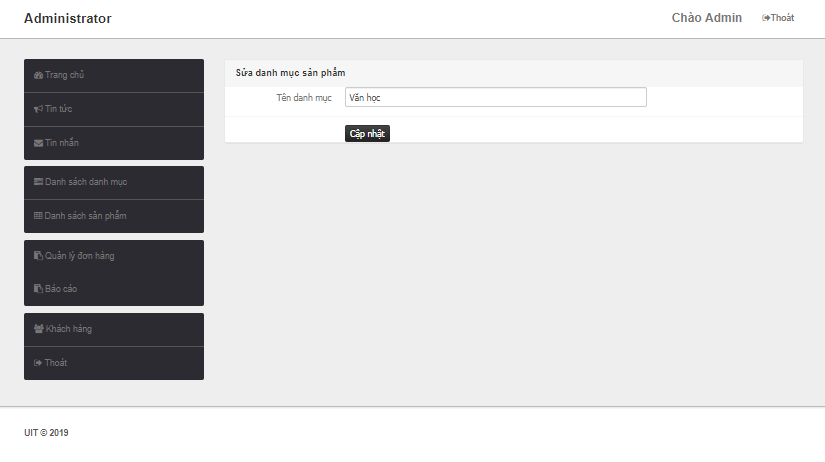 Administrator
Chào Admin
Thoát
Trang chủ
Tin tức
Tin nhắn
Danh sách danh mục
Danh sách sản phẩm
Quản lý đơn hàng
Báo cáo
Khách hàng
Thoát
Sửa danh mục sản phẩm
Tên danh mục
Văn học
Cập nhật
UIT © 2019